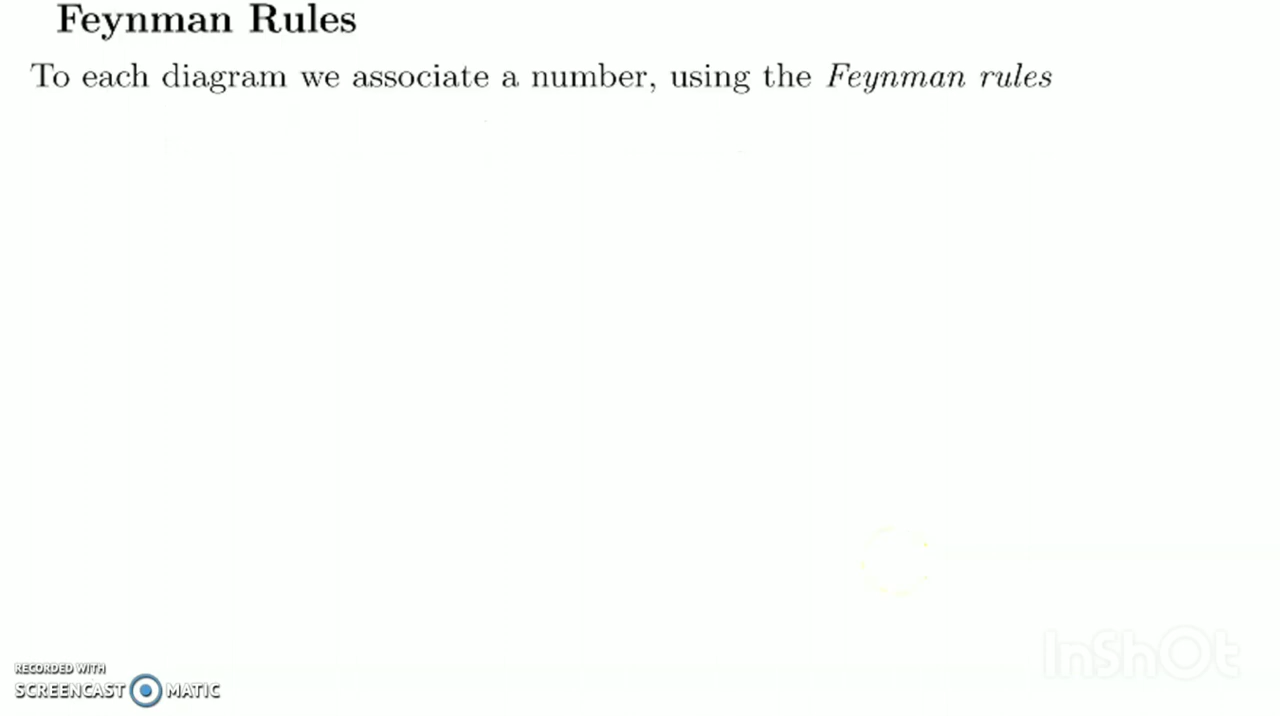 Feynman Rules
To each diagram we associate a number, using the Feynman rules
InShOt
RECORDED WITH
SCREENCAST MATIC